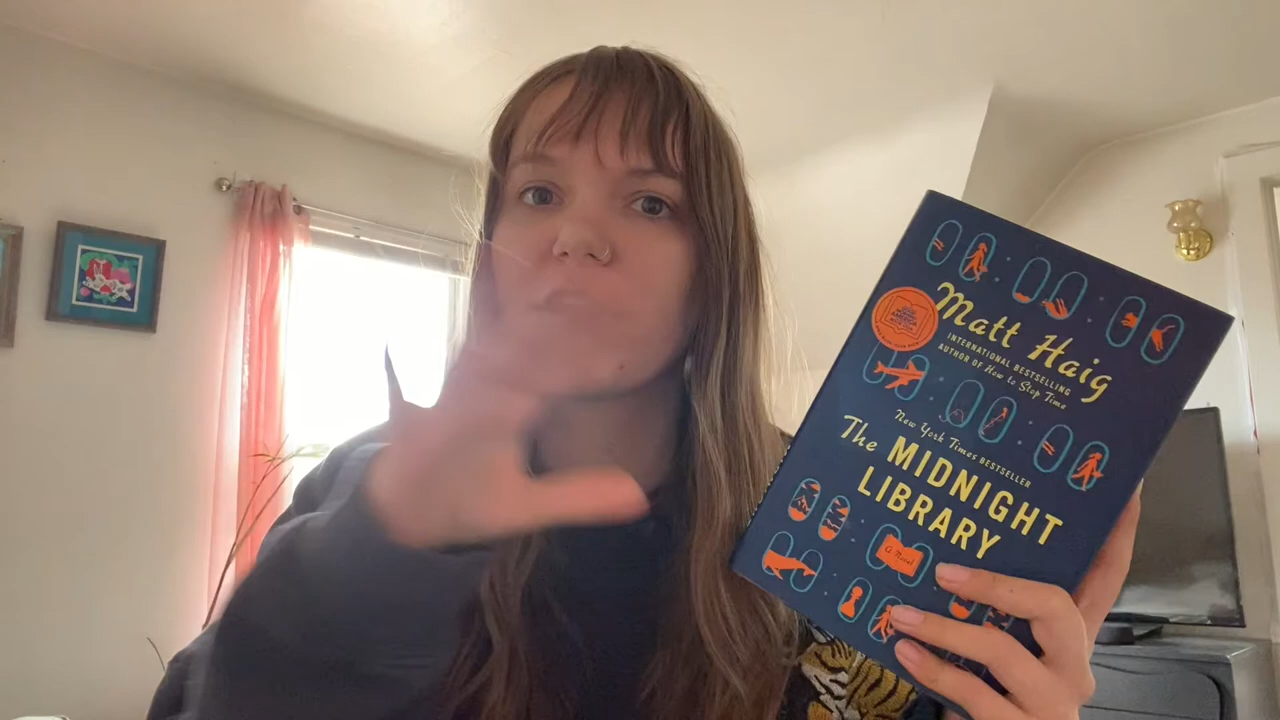 Matt Haig
INTERNATIONAL BESTSELLING
AUTHOR OF How to Stop Time
New York Times BESTSELLER
The MIDNIGHT
LIBRARY
A Novel